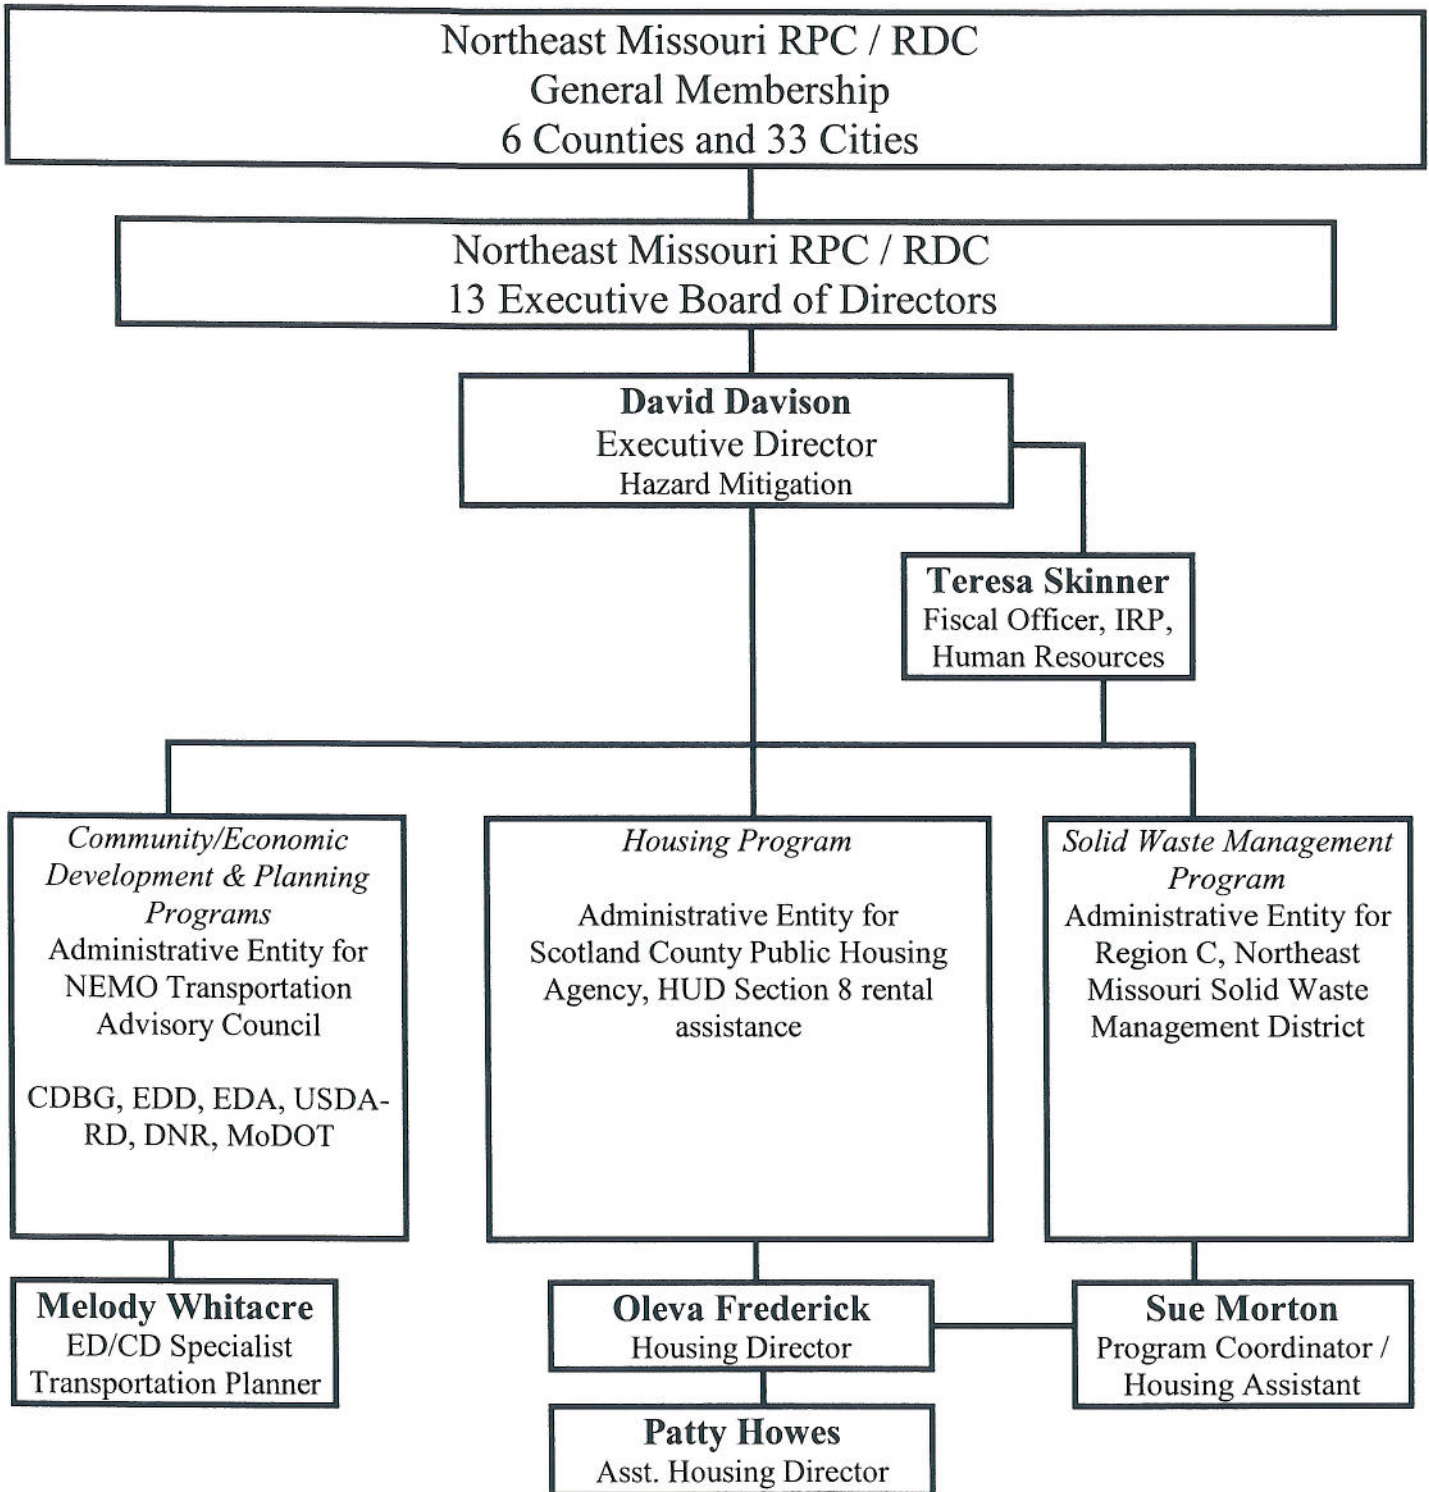 Northeast Missouri RPC / RDC
General Membership
6 Counties and 33 Cities
Northeast Missouri RPC / RDC
13 Executive Board of Directors
David Davison
Executive Director
Hazard Mitigation
Teresa Skinner
Fiscal Officer, IRP,
Human Resources
Community/Economic
Development & Planning
Programs
Administrative Entity for
NEMO Transportation
Advisory Council
CDBG, EDD, EDA, USDA-
RD, DNR, MoDOT
Housing Program
Administrative Entity for
Scotland County Public Housing
Agency, HUD Section 8 rental
assistance
Solid Waste Management
Program
Administrative Entity for
Region C, Northeast
Missouri Solid Waste
Management District
Melody Whitacre
ED/CD Specialist
Transportation Planner
Oleva Frederick
Housing Director
Sue Morton
Program Coordinator /
Housing Assistant
Patty Howes
Asst. Housing Director